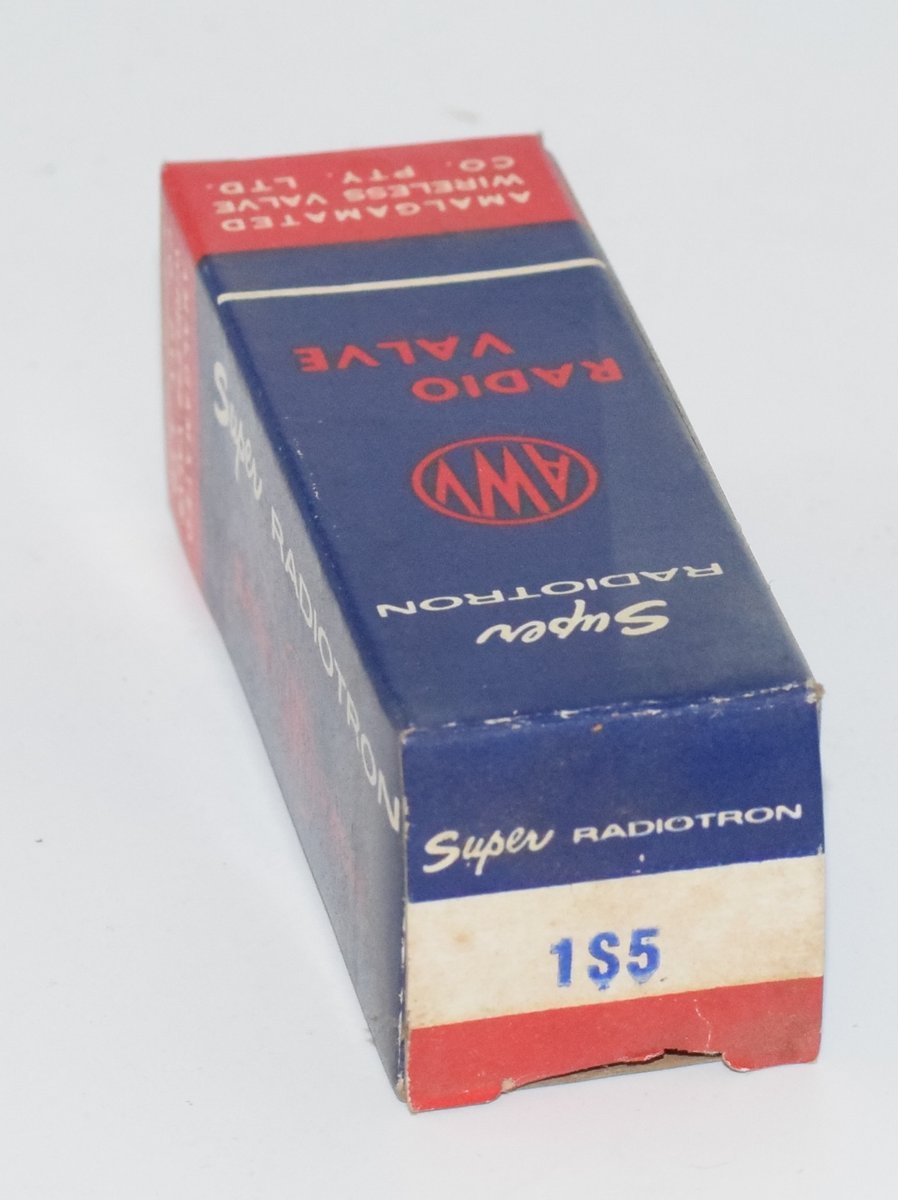 AMALGAMATED
WIRELESS VALVE
CO. PTY. LTD.
RADIO
VALVE
AWV
Super
RADIOTRON
Super RADIOTRON
Super RADIOTRON
1S5